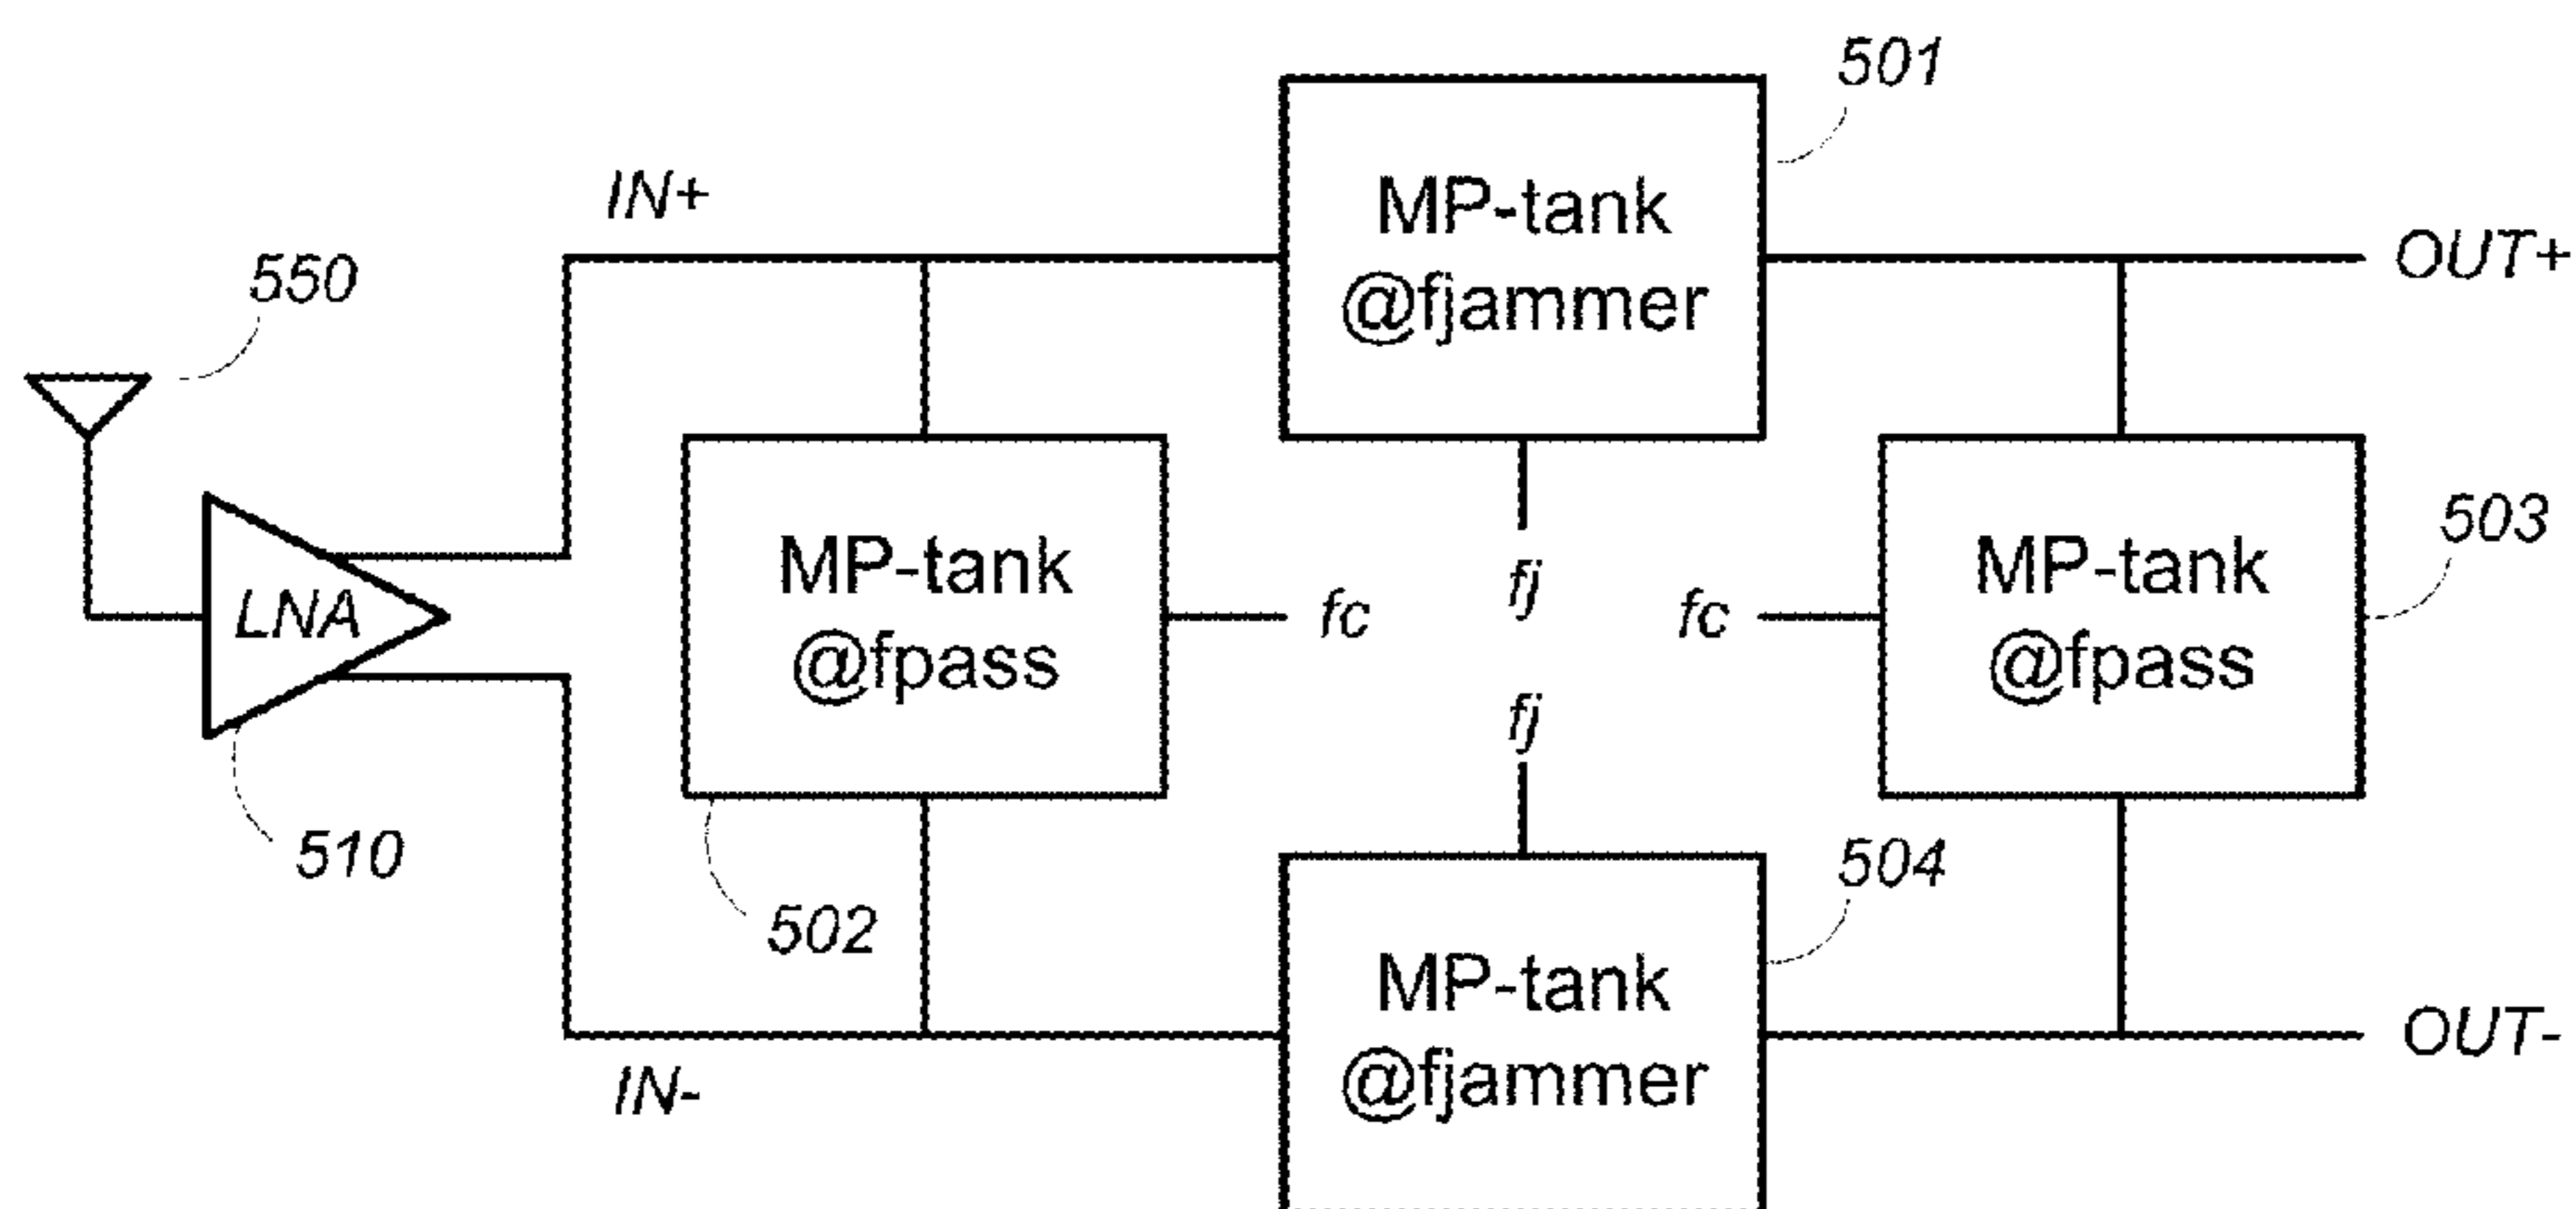 501
IN+
MP-tank
@fjammer
OUT+
550
503
MP-tank
@fpass
fj
MP-tank
@fpass
LNA
fc
fc
fj
510
502
504
MP-tank
@fjammer
OUT-
IN-